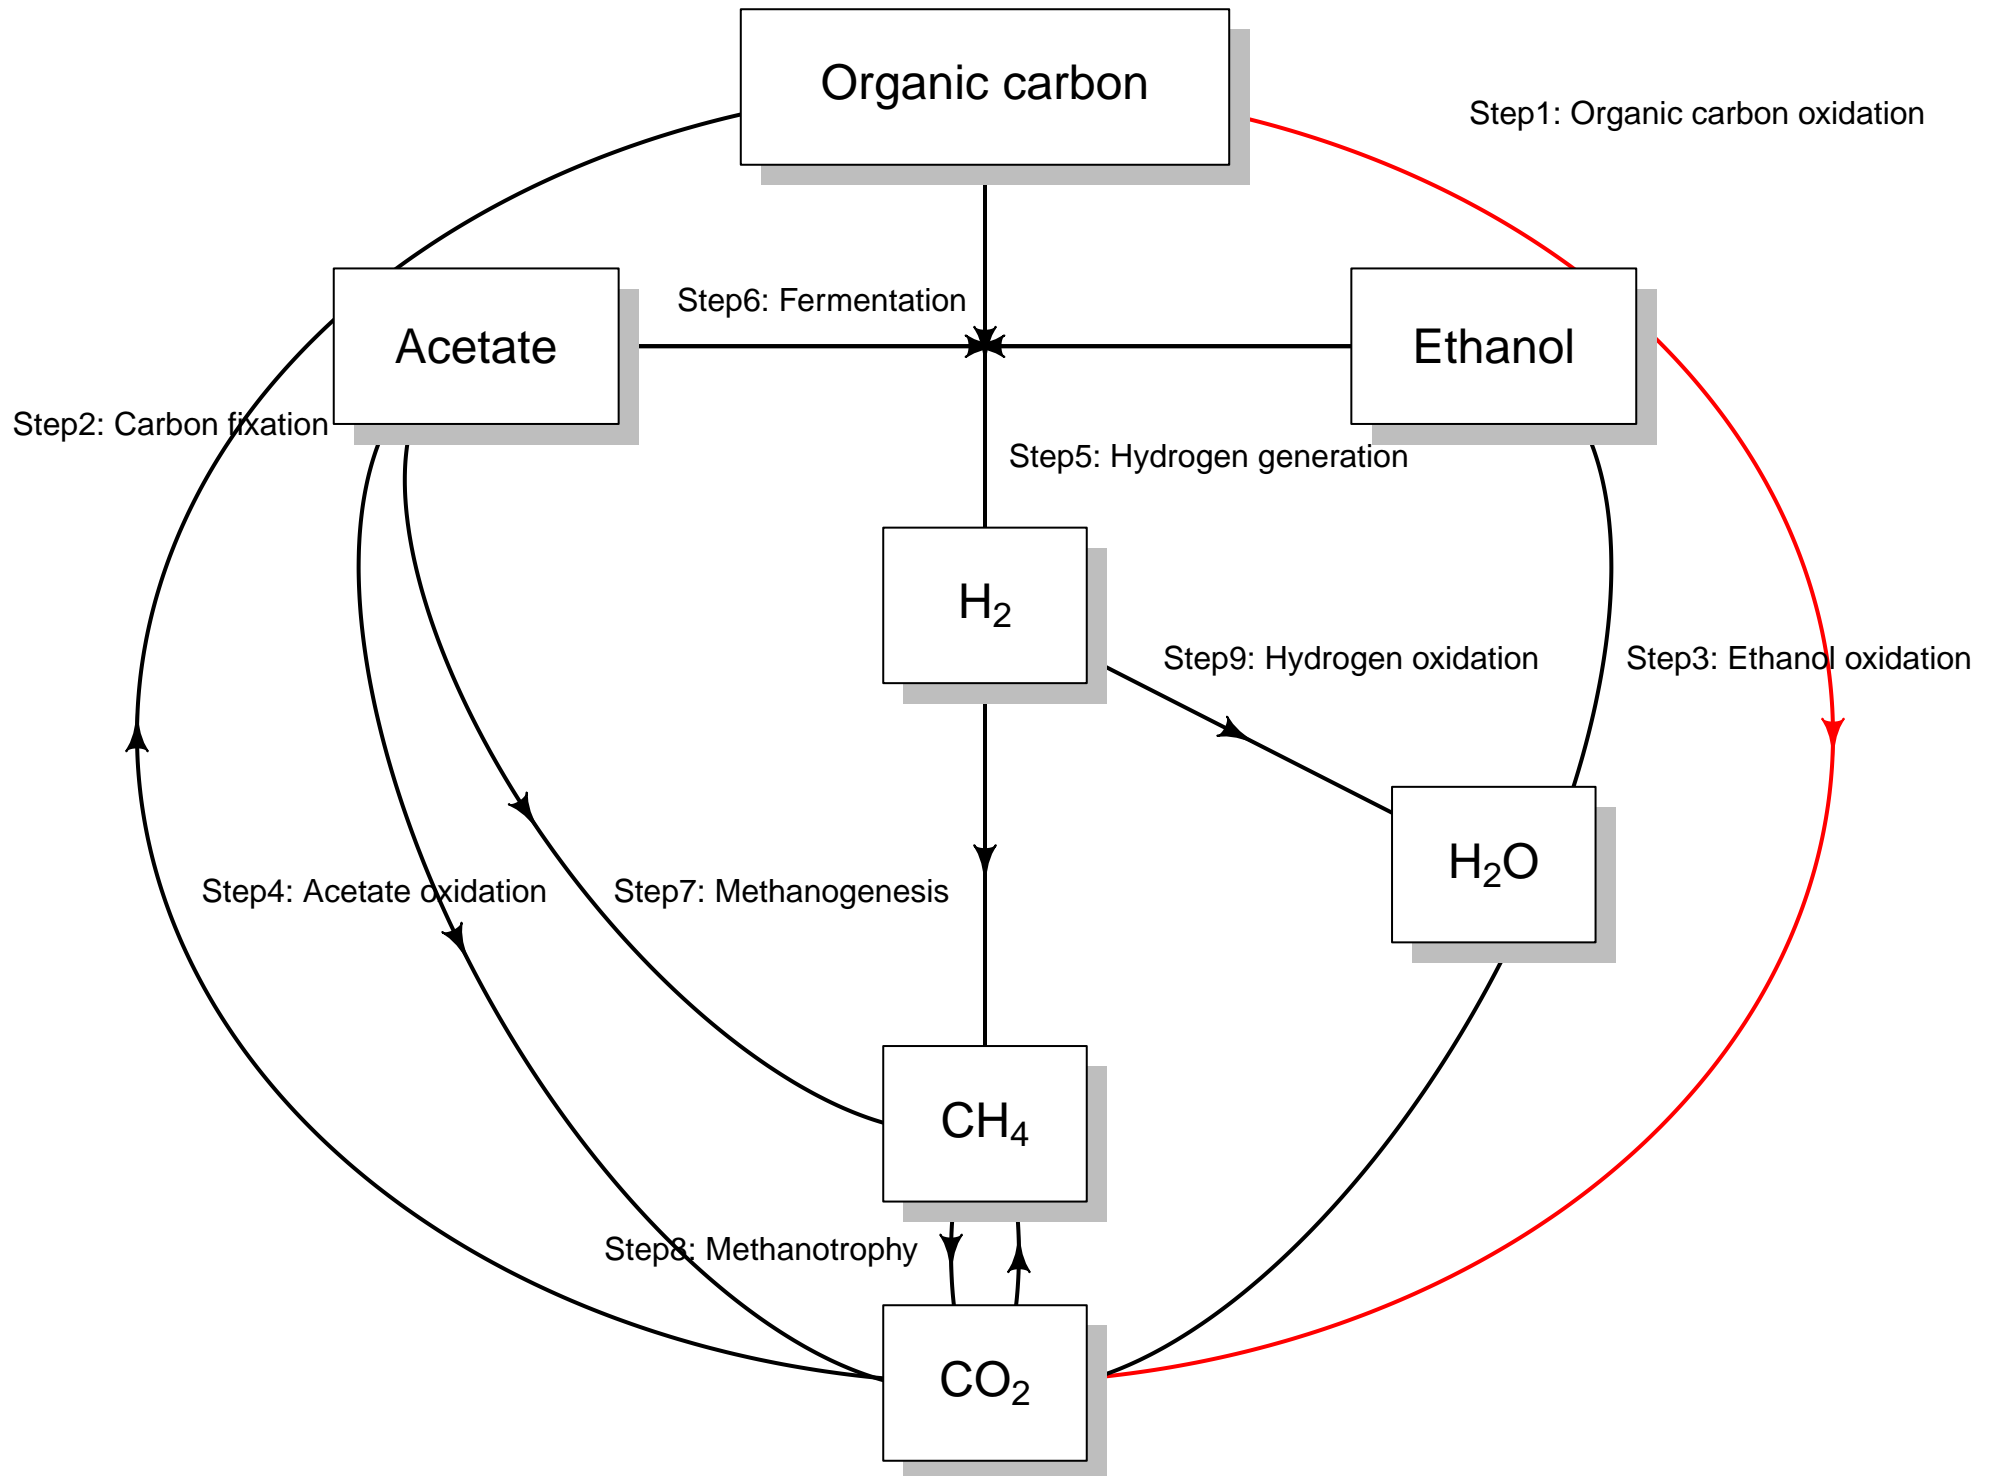 Organic carbon
Step1: Organic carbon oxidation
Step6: Fermentation
Acetate
Ethanol
Step2: Carbon fixation
Step5: Hydrogen generation
H₂
Step9: Hydrogen oxidation
Step3: Ethanol oxidation
H₂O
Step4: Acetate oxidation
Step7: Methanogenesis
CH₄
Step8: Methanotrophy
CO₂